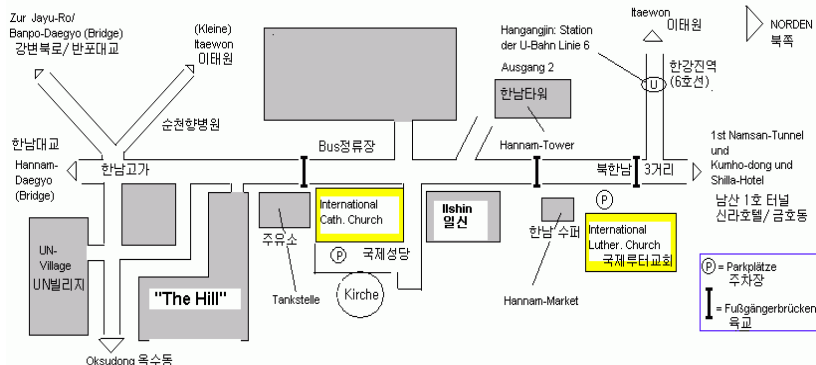 Zur Jayu-Ro/
Banpo-Daegyo (Bridge)
강변북로/ 반포대교
(Kleine)
Itaewon
이태원
순천향병원
한남대교
Hannam-
Daegyo
(Bridge)
한남고가
Bus정류장
Hangangjin: Station
der U-Bahn Linie 6
Ausgang 2
한남타워
Hannam-Tower
Itaewon
이태원
NORDEN
북쪽
한강진역
(6호선)
U
북한남 3거리
1st Namsan-Tunnel
und
Kumho-dong und
Shilla-Hotel
남산 1호 터널
신라호텔/ 금호동
UN-
Village
UN빌리지
"The Hill"
Oksudong 옥수동
주유소
Tankstelle
International
Cath. Church
P 국제성당
Kirche
Ilshin
일신
한남 수퍼
Hannam-Market
P
International
Luther. Church
국제루터교회
P = Parkplätze
주차장
= Fußgängerbrücken
육교